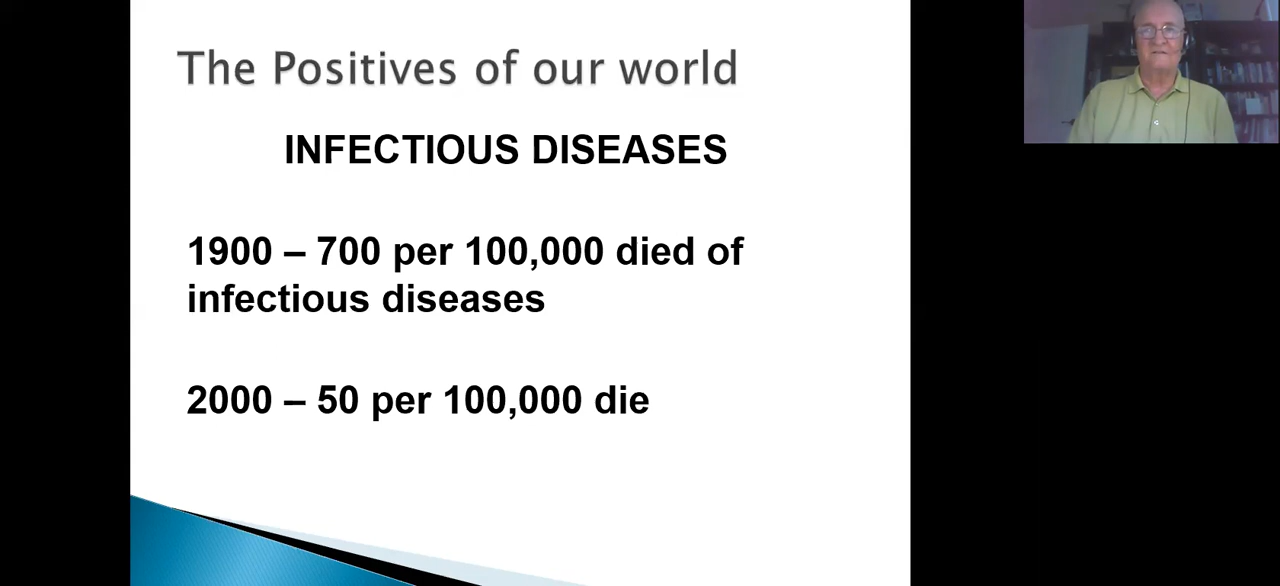 The Positives of our world
INFECTIOUS DISEASES
1900 – 700 per 100,000 died of
infectious diseases
2000 – 50 per 100,000 die